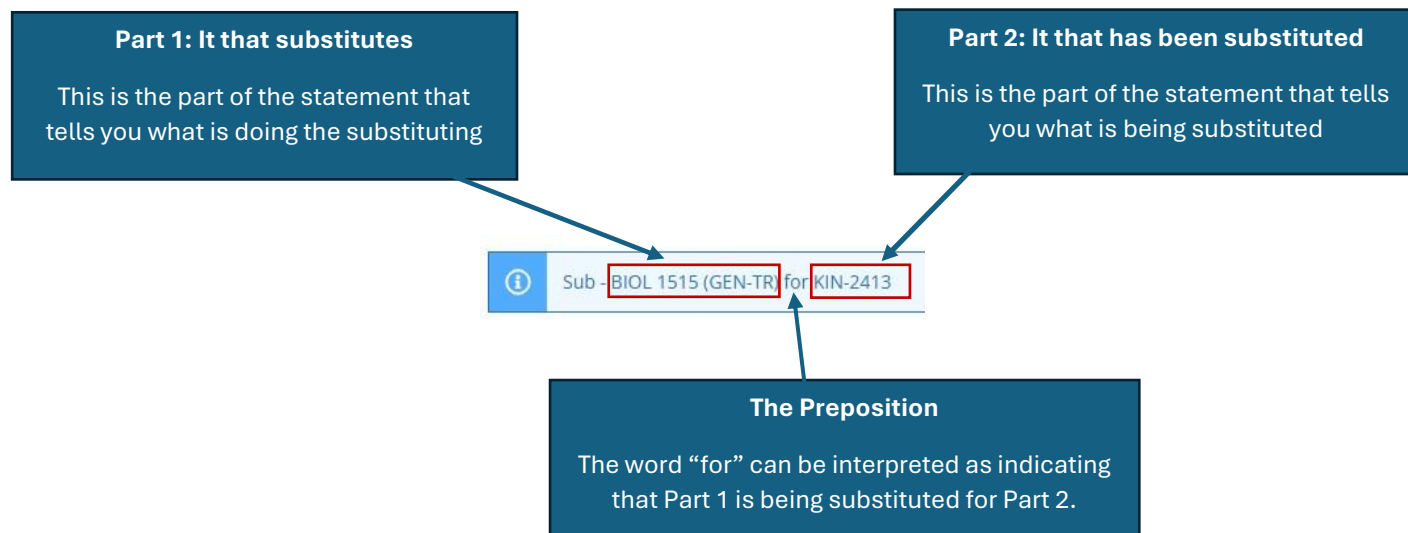 Part 1: It that substitutes
This is the part of the statement that
tells you what is doing the substituting
Part 2: It that has been substituted
This is the part of the statement that tells
you what is being substituted
Sub - BIOL 1515 (GEN-TR) for KIN-2413
The Preposition
The word “for” can be interpreted as indicating
that Part 1 is being substituted for Part 2.